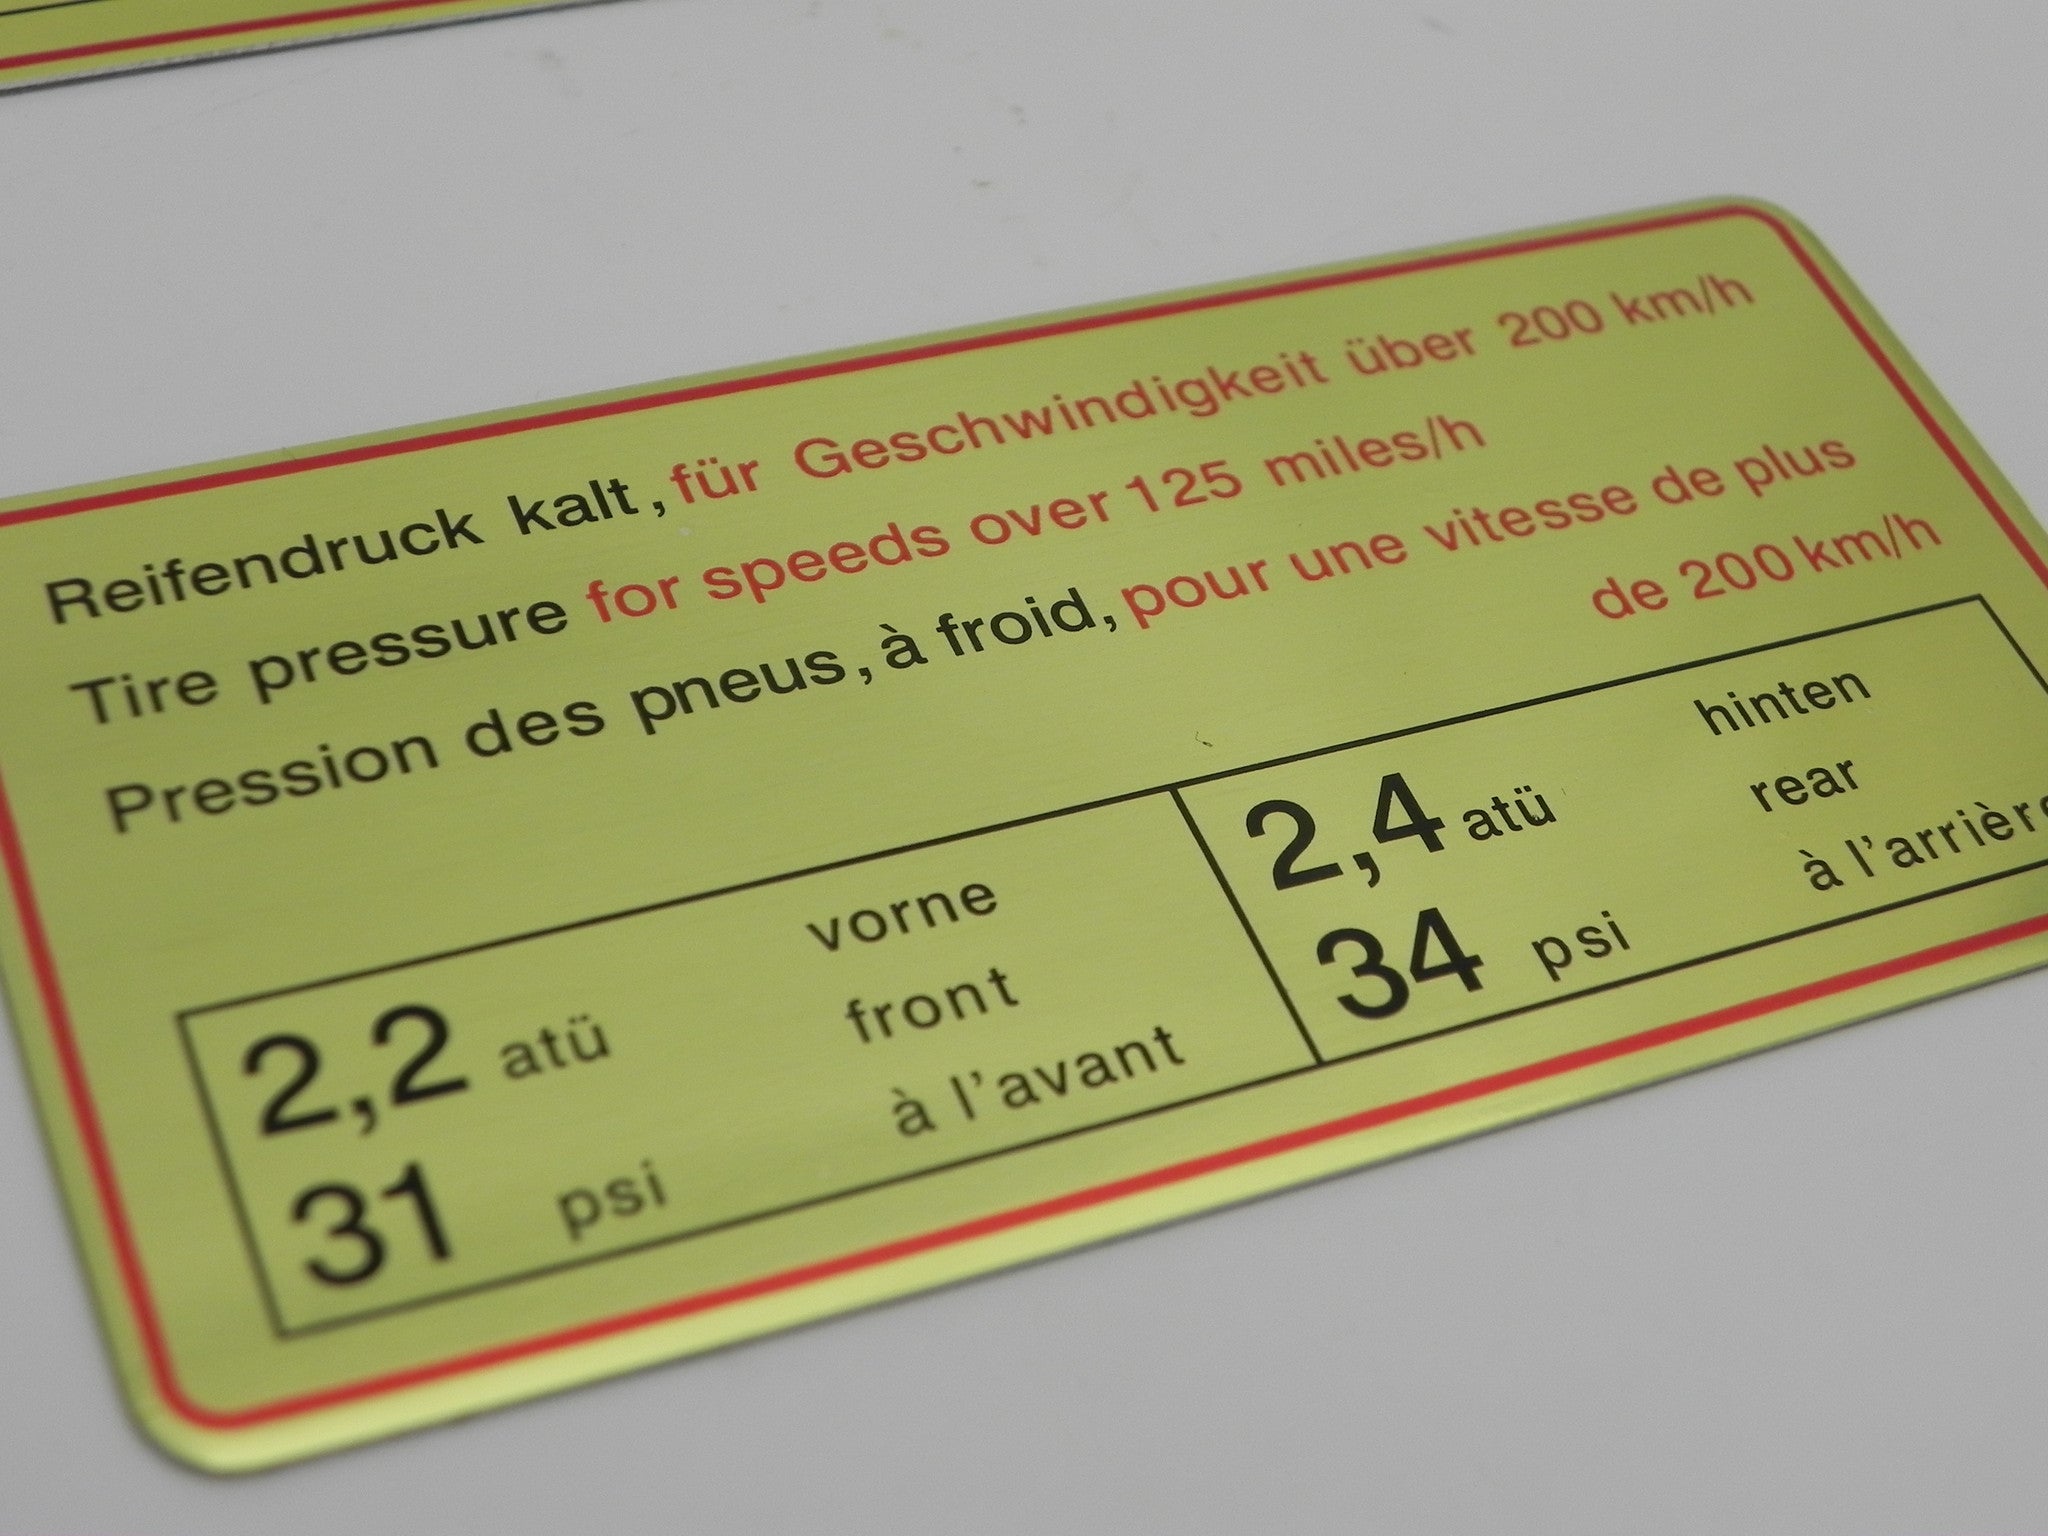 Reifendruck kalt, für Geschwindigkeit über 200 km/h
Tire pressure for speeds over 125 miles/h
Pression des pneus, à froid, pour une vitesse de plus
de 200 km/h
2,2 atü vorne
front
31 psi à l'avant
2,4 atü hinten
rear
34 psi à l'arrière